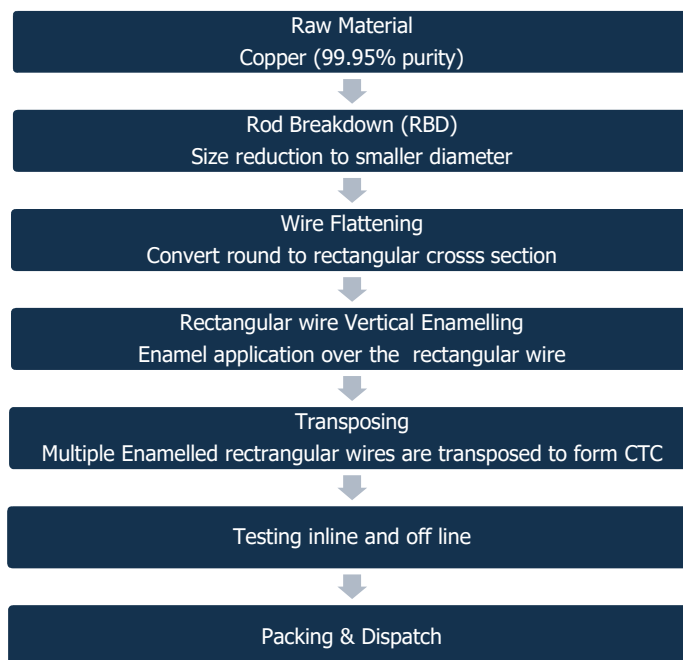 Raw Material
Copper (99.95% purity)
Rod Breakdown (RBD)
Size reduction to smaller diameter
Wire Flattening
Convert round to rectangular crosss section
Rectangular wire Vertical Enamelling
Enamel application over the rectangular wire
Transposing
Multiple Enamelled rectrangular wires are transposed to form CTC
Testing inline and off line
Packing & Dispatch